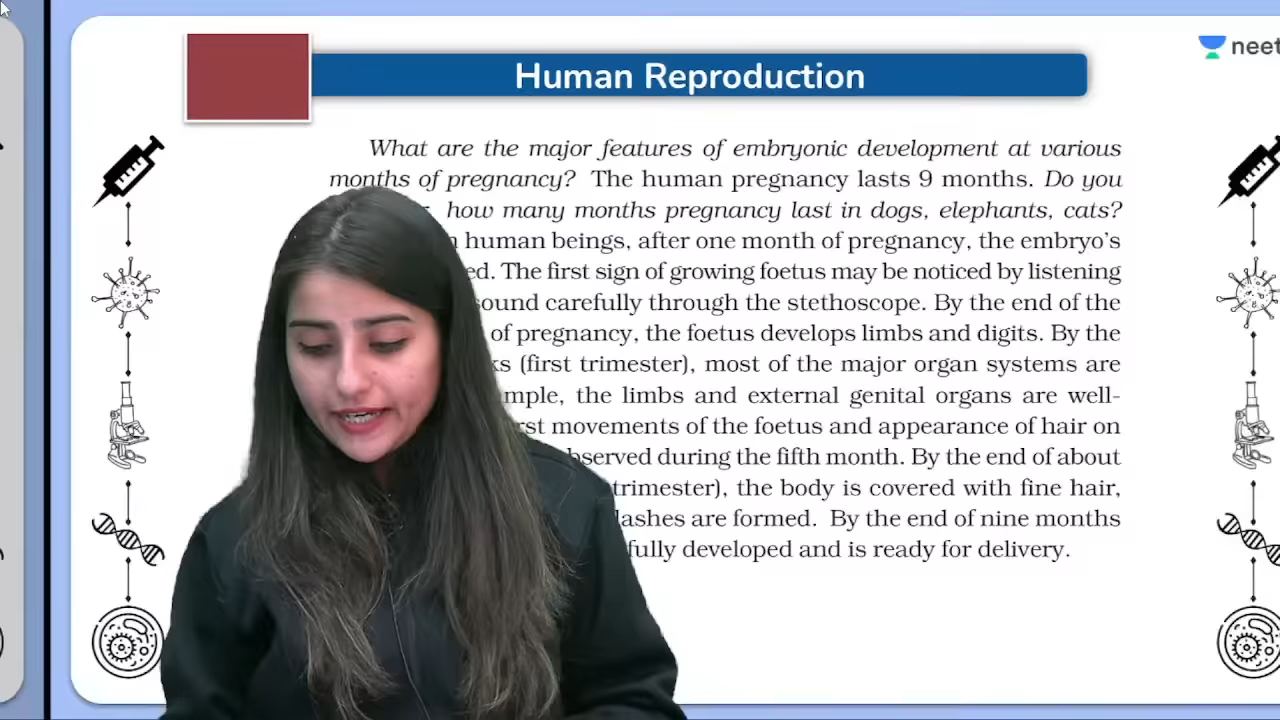 Human Reproduction
neet
What are the major features of embryonic development at various
months of pregnancy? The human pregnancy lasts 9 months. Do you
how many months pregnancy last in dogs, elephants, cats?
human beings, after one month of pregnancy, the embryo's
The first sign of growing foetus may be noticed by listening
sound carefully through the stethoscope. By the end of the
of pregnancy, the foetus develops limbs and digits. By the
(first trimester), most of the major organ systems are
the limbs and external genital organs are well-
movements of the foetus and appearance of hair on
observed during the fifth month. By the end of about
trimester), the body is covered with fine hair,
lashes are formed. By the end of nine months
fully developed and is ready for delivery.